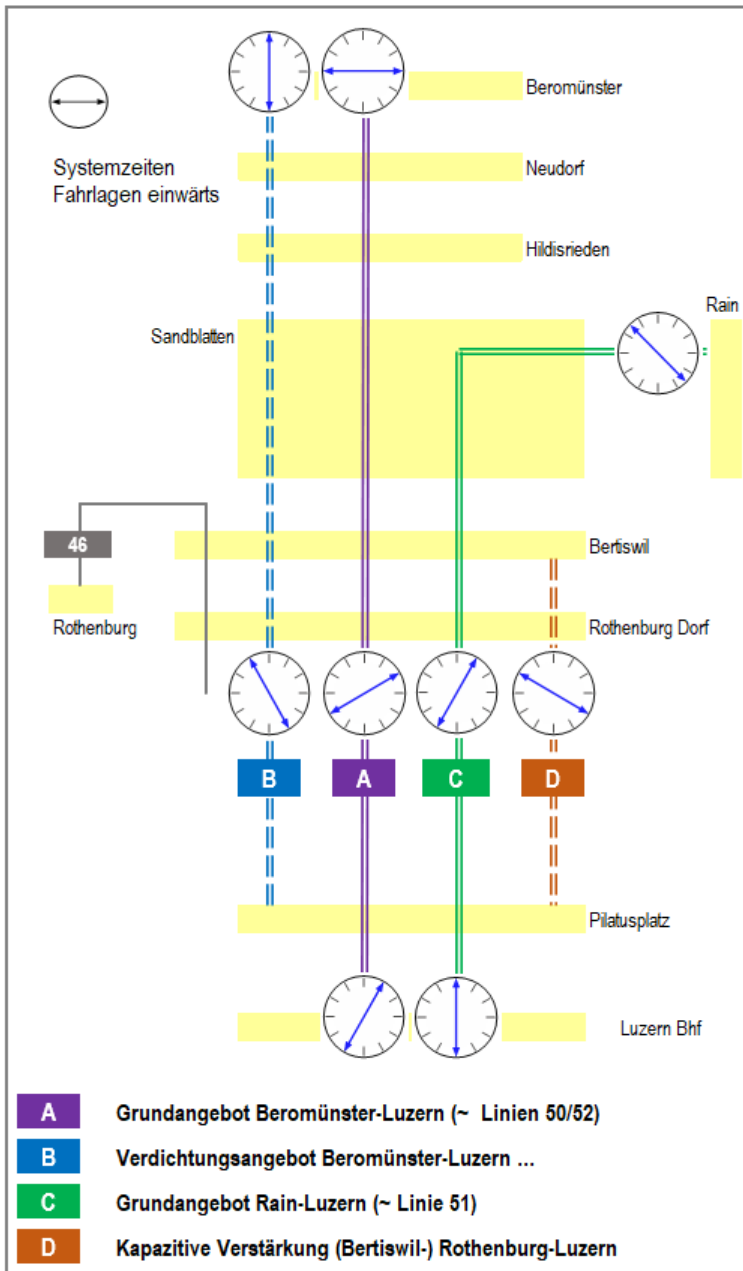 Beromünster
Systemzeiten
Fahrlagen einwärts
Neudorf
Hildisrieden
Rain
Sandblatten
46
Bertiswil
Rothenburg
Rothenburg Dorf
B
A
C
D
Pilatusplatz
Luzern Bhf
A Grundangebot Beromünster-Luzern (~ Linien 50/52)
B Verdichtungsangebot Beromünster-Luzern ...
C Grundangebot Rain-Luzern (~ Linie 51)
D Kapazitive Verstärkung (Bertiswil-) Rothenburg-Luzern